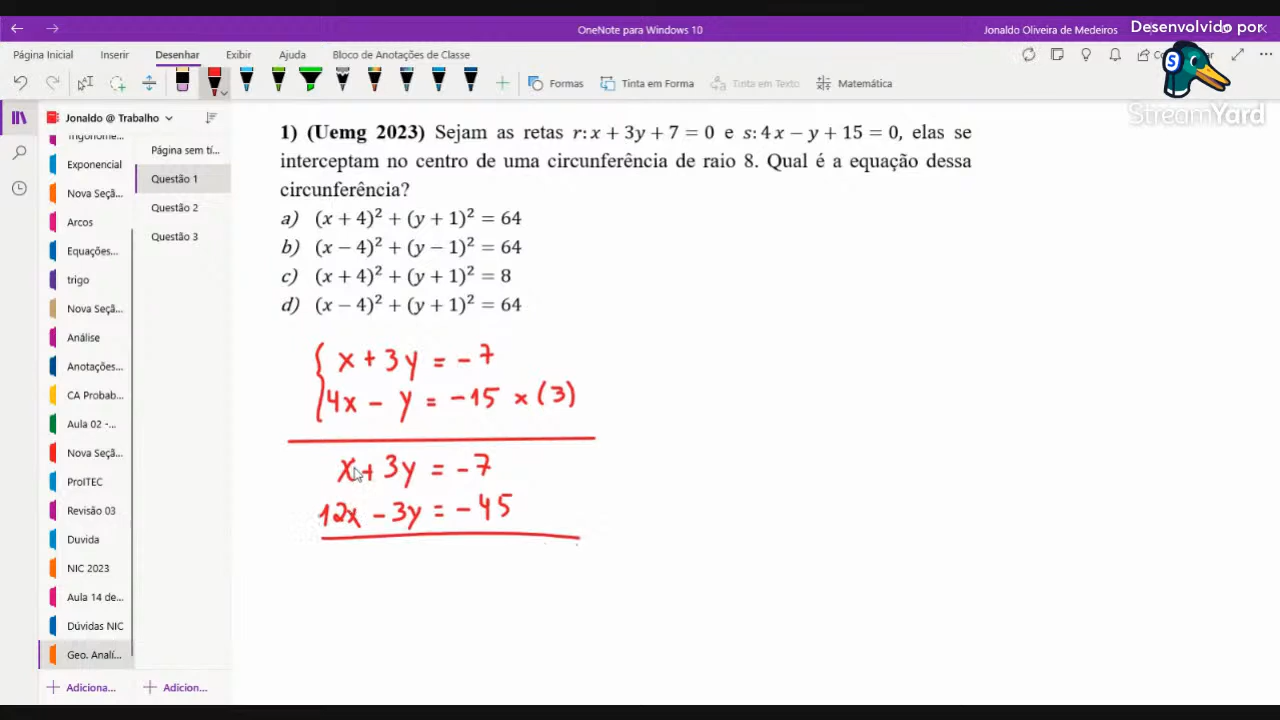 OneNote para Windows 10
Jonaldo Oliveira de Medeiros
Desenvolvido por
StreamYard
Página Inicial
Inserir
Desenhar
Exibir
Ajuda
Bloco de Anotações de Classe
Formas
Tinta em Forma
Tinta em Texto
Matemática
Jonaldo @ Trabalho
Exponencial
Nova Seçã...
Arcos
Equações...
trigo
Nova Seçã...
Análise
Anotações...
CA Probab...
Aula 02 -...
Nova Seçã...
ProITEC
Revisão 03
Duvida
NIC 2023
Aula 14 de...
Dúvidas NIC
Geo. Analí...
Adiciona...
Página sem tí...
Questão 1
Questão 2
Questão 3
Adicion...
1) (Uemg 2023) Sejam as retas r: x + 3y + 7 = 0 e s: 4x − y + 15 = 0, elas se
interceptam no centro de uma circunferência de raio 8. Qual é a equação dessa
circunferência?
a) (x + 4)² + (y + 1)² = 64
b) (x − 4)² + (y − 1)² = 64
c) (x + 4)² + (y + 1)² = 8
d) (x − 4)² + (y + 1)² = 64
x + 3y = −7
4x − y = −15 × (3)
x + 3y = −7
12x − 3y = −45